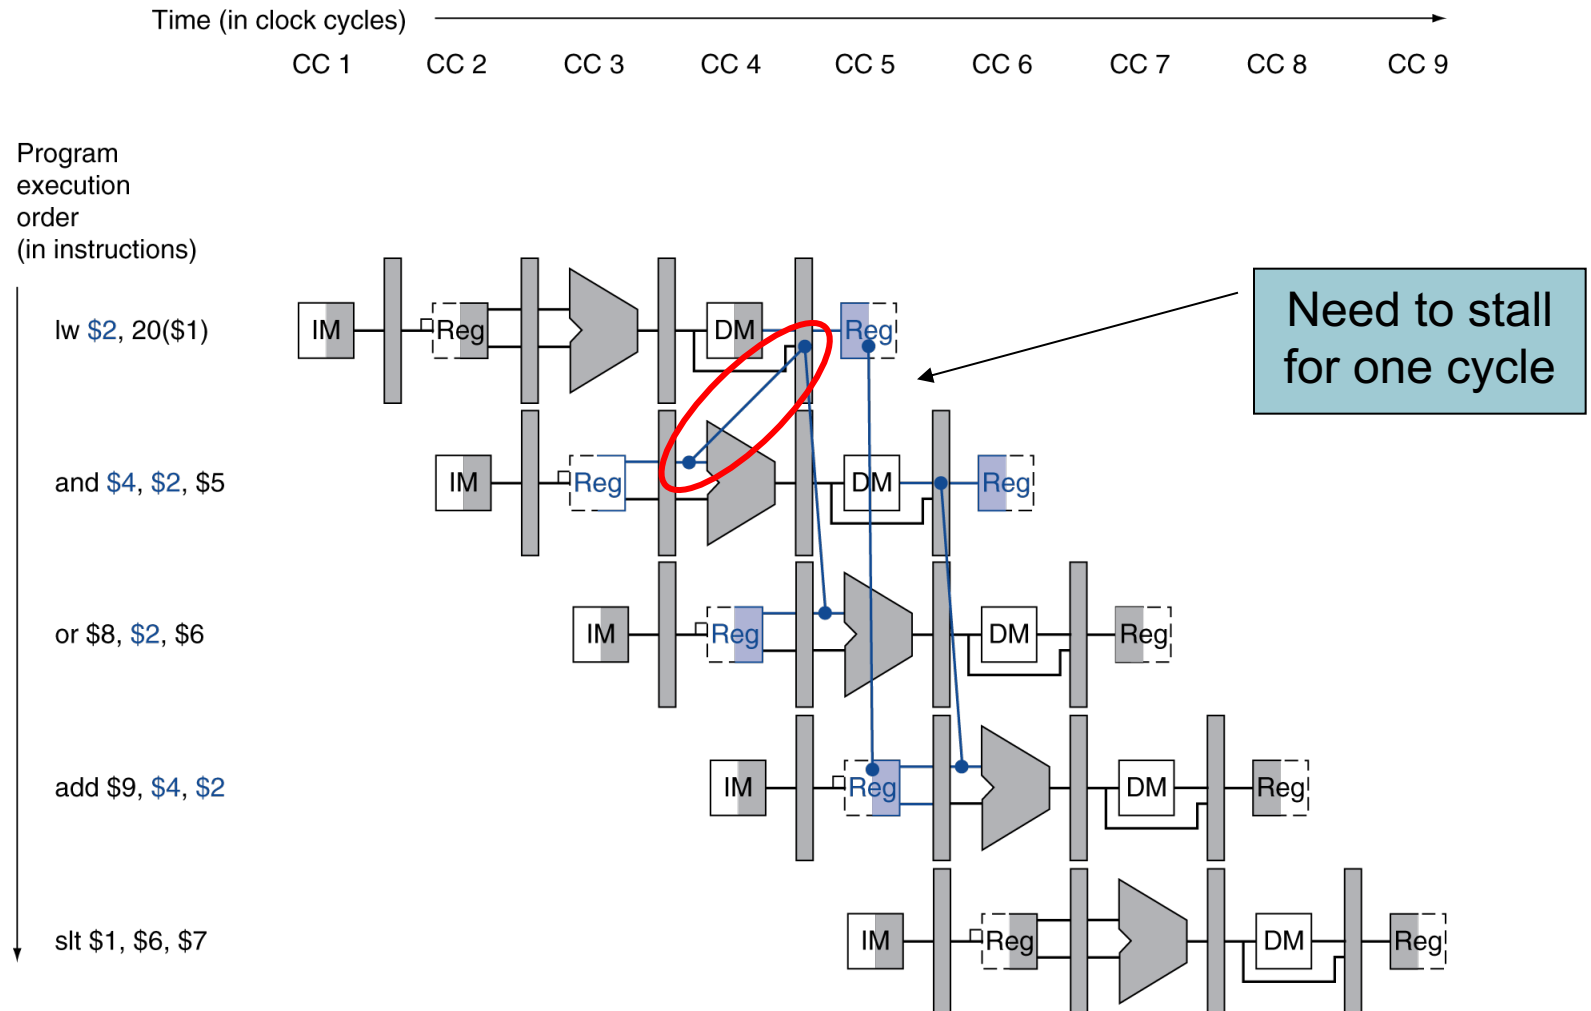 Time (in clock cycles)
CC 1 CC 2 CC 3 CC 4 CC 5 CC 6 CC 7 CC 8 CC 9
Program
execution
order
(in instructions)
Need to stall
for one cycle
lw $2, 20($1) IM Reg DM Reg
and $4, $2, $5 IM Reg DM Reg
or $8, $2, $6 IM Reg DM Reg
add $9, $4, $2 IM Reg DM Reg
slt $1, $6, $7 IM Reg DM Reg